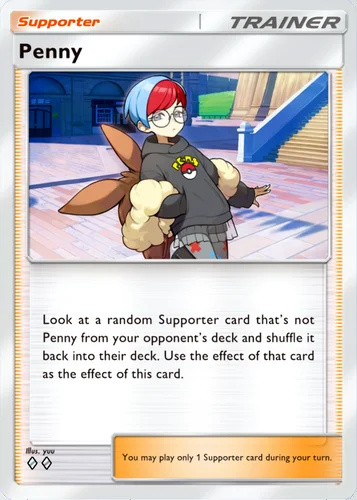 Supporter
TRAINER
Penny
Look at a random Supporter card that's not
Penny from your opponent's deck and shuffle it
back into their deck. Use the effect of that card
as the effect of this card.
Illus. yuu
You may play only 1 Supporter card during your turn.